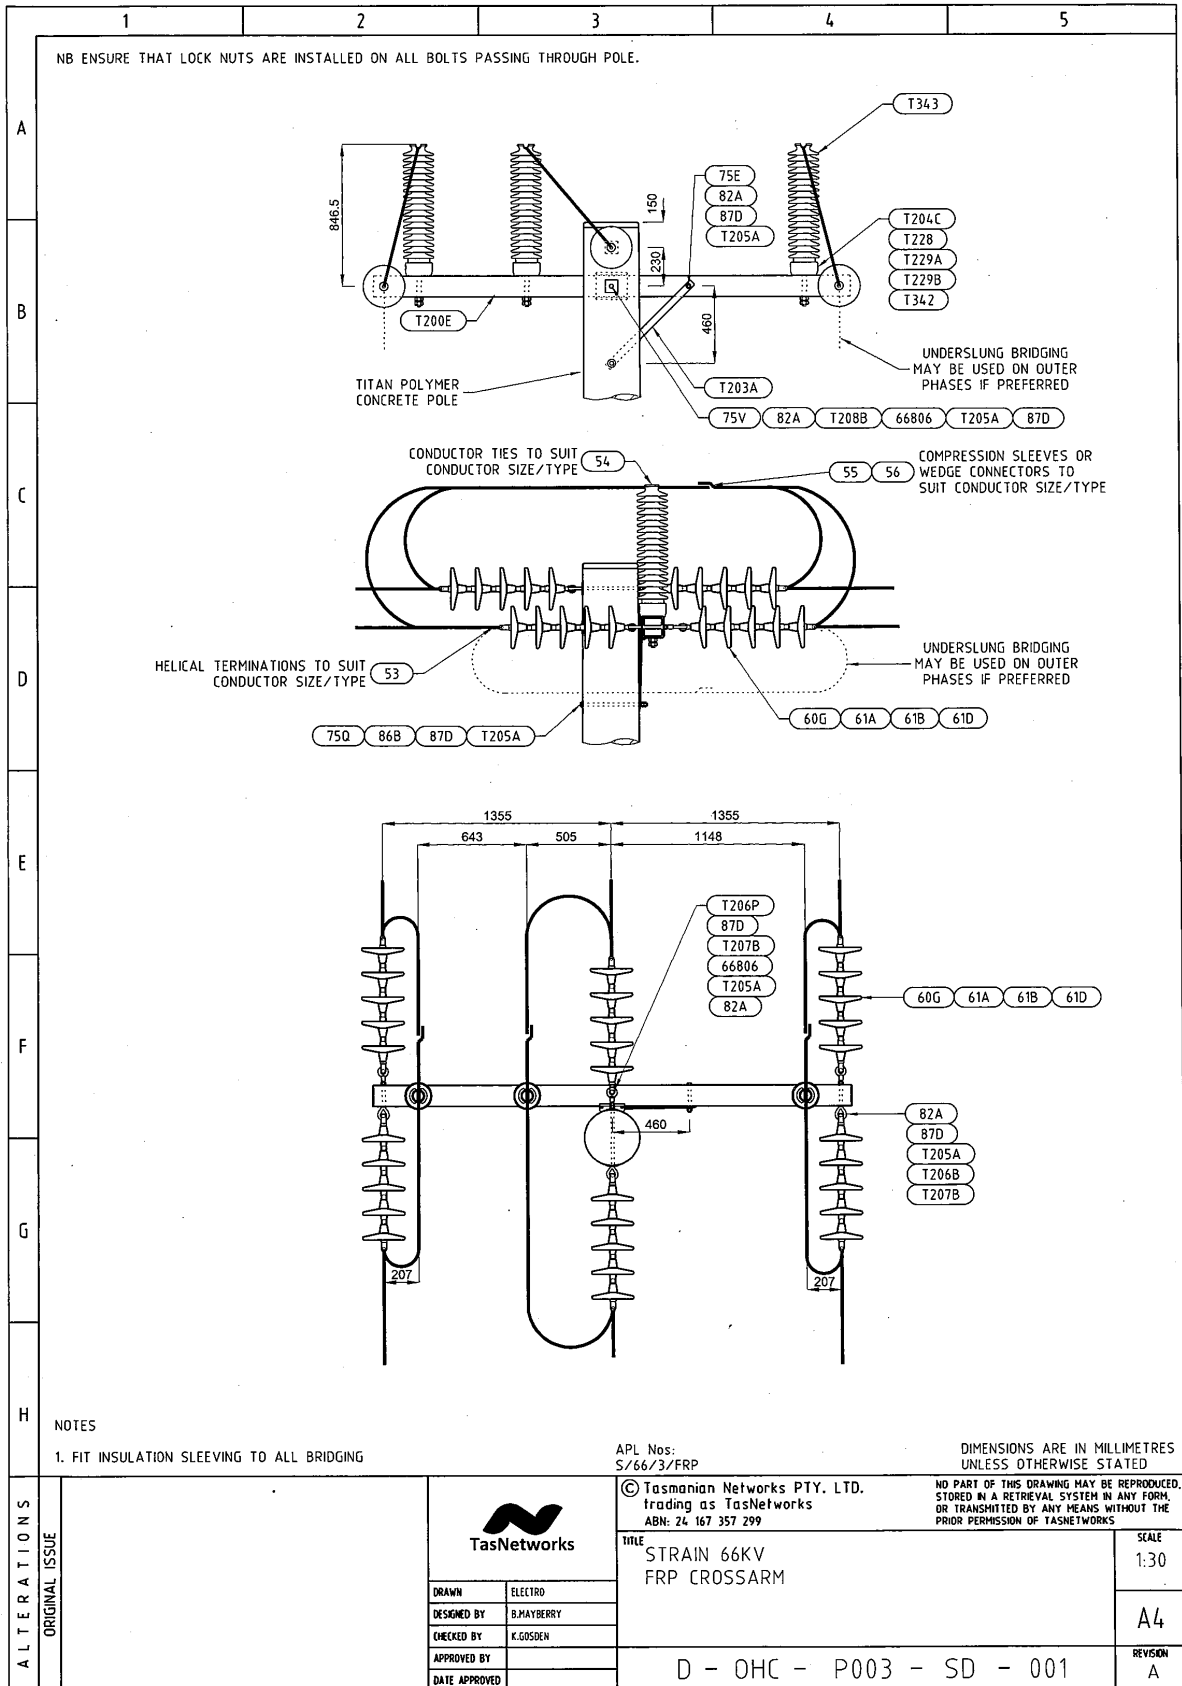 1 2 3 4 5
NB ENSURE THAT LOCK NUTS ARE INSTALLED ON ALL BOLTS PASSING THROUGH POLE.
A
B
C
D
E
F
G
H
T343
846.5
150
230
460
75E
82A
87D
T205A
T204C
T228
T229A
T229B
T342
T200E
T203A
UNDERSLUNG BRIDGING
MAY BE USED ON OUTER
PHASES IF PREFERRED
TITAN POLYMER
CONCRETE POLE
75V 82A T208B 66806 T205A 87D
CONDUCTOR TIES TO SUIT
CONDUCTOR SIZE/TYPE
54
55 56
COMPRESSION SLEEVES OR
WEDGE CONNECTORS TO
SUIT CONDUCTOR SIZE/TYPE
HELICAL TERMINATIONS TO SUIT
CONDUCTOR SIZE/TYPE
53
UNDERSLUNG BRIDGING
MAY BE USED ON OUTER
PHASES IF PREFERRED
60G 61A 61B 61D
75Q 86B 87D T205A
1355 1355
643 505 1148
T206P
87D
T207B
66806
T205A
82A
60G 61A 61B 61D
460
82A
87D
T205A
T206B
T207B
207 207
NOTES
1. FIT INSULATION SLEEVING TO ALL BRIDGING
APL Nos:
S/66/3/FRP
DIMENSIONS ARE IN MILLIMETRES
UNLESS OTHERWISE STATED
ALTERATIONS
ORIGINAL ISSUE
TasNetworks
© Tasmanian Networks PTY. LTD.
trading as TasNetworks
ABN: 24 167 357 299
NO PART OF THIS DRAWING MAY BE REPRODUCED,
STORED IN A RETRIEVAL SYSTEM IN ANY FORM,
OR TRANSMITTED BY ANY MEANS WITHOUT THE
PRIOR PERMISSION OF TASNETWORKS
TITLE
STRAIN 66KV
FRP CROSSARM
SCALE
1:30
A4
DRAWN ELECTRO
DESIGNED BY B.MAYBERRY
CHECKED BY K.GOSDEN
APPROVED BY
DATE APPROVED
D - OHC - P003 - SD - 001
REVISION
A